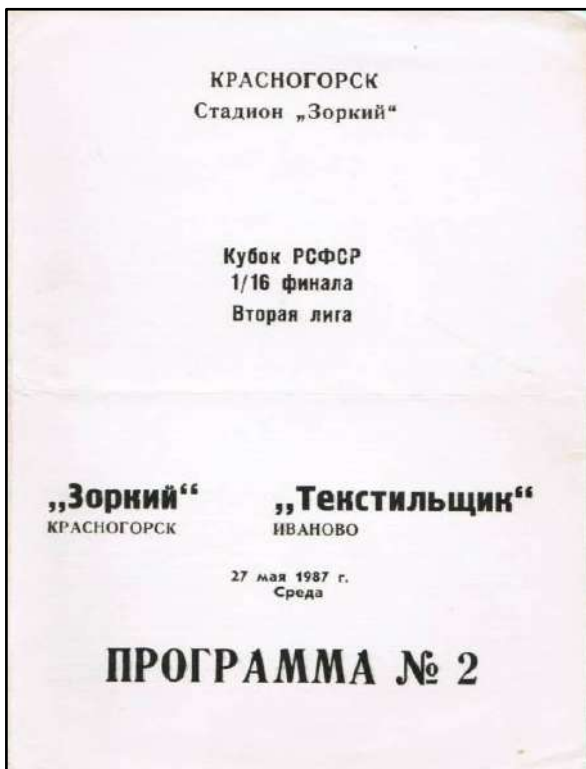 КРАСНОГОРСК
Стадион „Зоркий“
Кубок РСФСР
1/16 финала
Вторая лига
„Зоркий“ „Текстильщик“
КРАСНОГОРСК ИВАНОВО
27 мая 1987 г.
Среда
ПРОГРАММА № 2